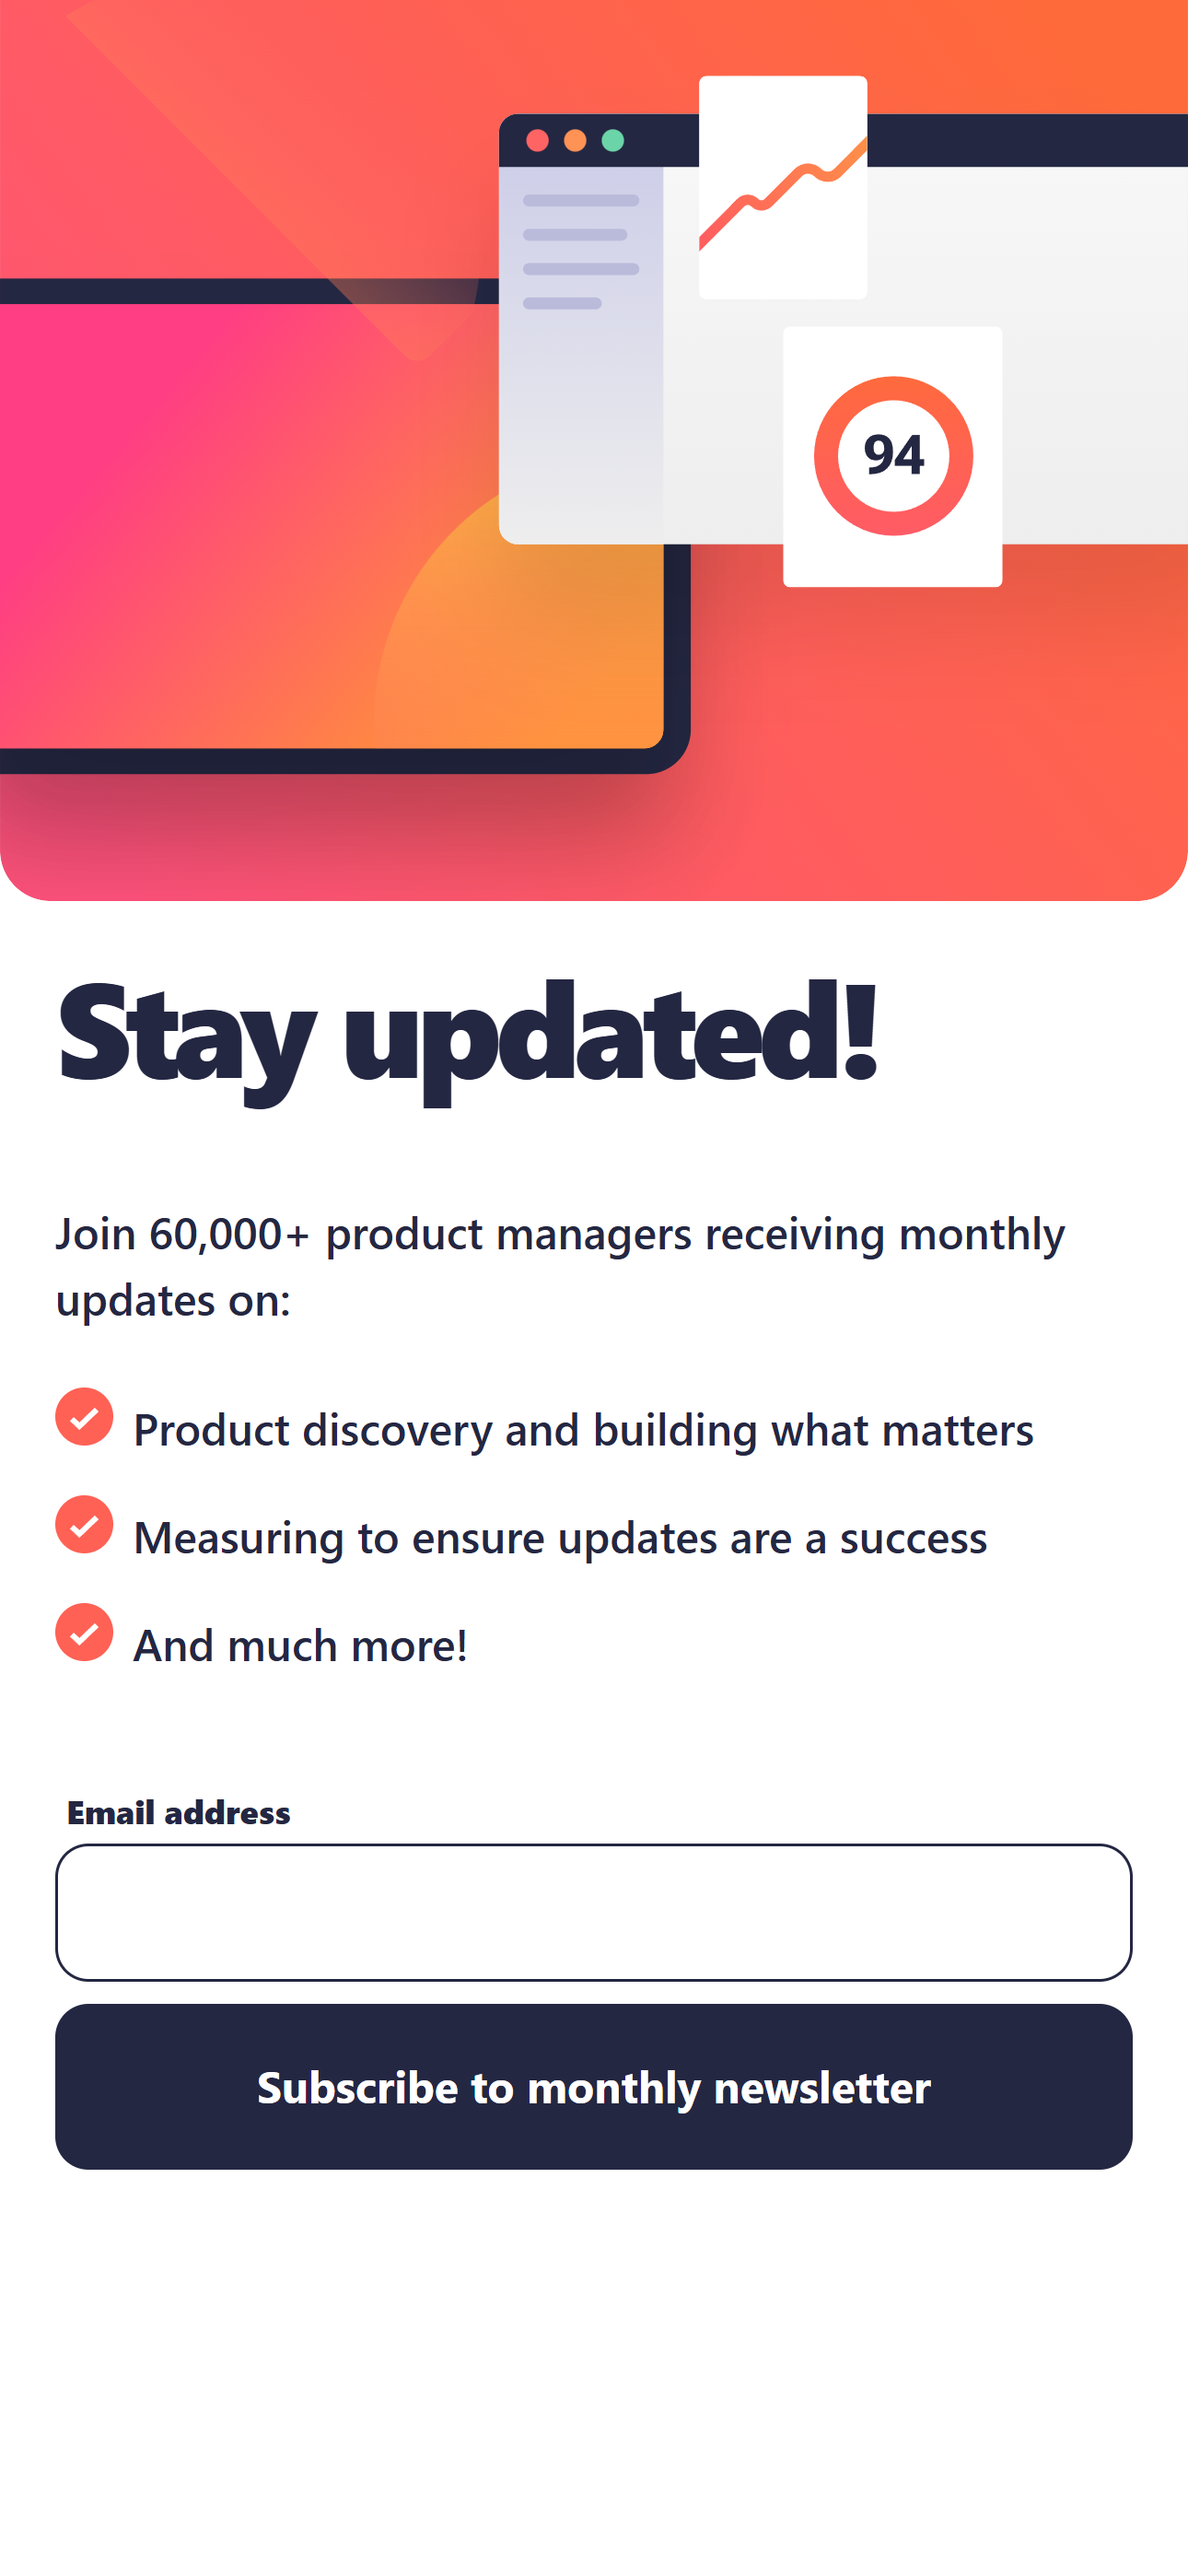 94
Stay updated!
Join 60,000+ product managers receiving monthly
updates on:
Product discovery and building what matters
Measuring to ensure updates are a success
And much more!
Email address
Subscribe to monthly newsletter